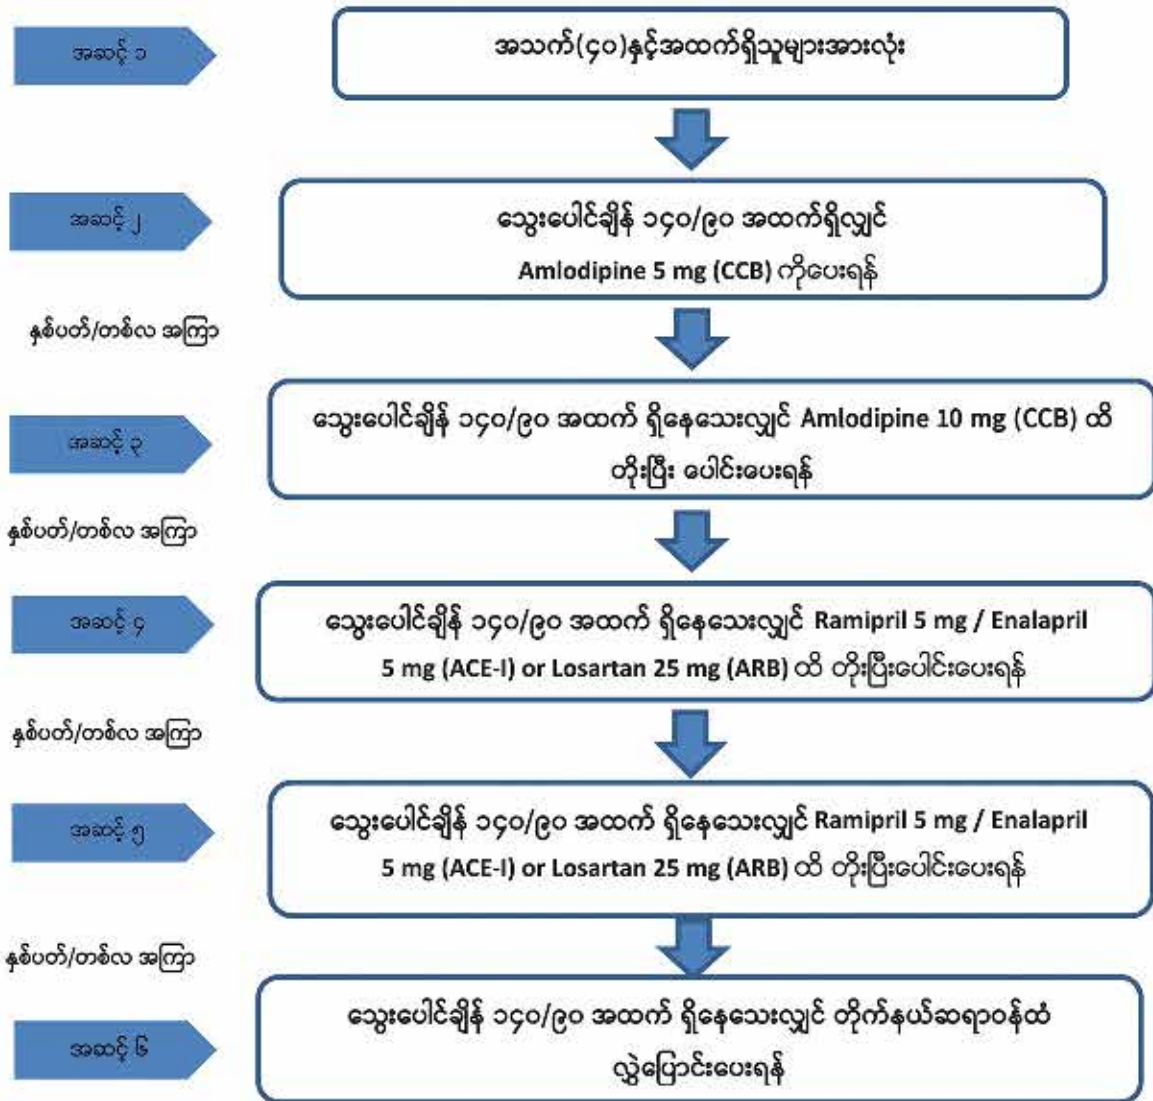 အဆင့် ၁
အသက်(၄၀)နှင့်အထက်ရှိသူများအားလုံး
အဆင့် ၂
သွေးပေါင်ချိန် ၁၄၀/၉၀ အထက်ရှိလျှင်
Amlodipine 5 mg (CCB) ကိုပေးရန်
နှစ်ပတ်/တစ်လ အကြာ
အဆင့် ၃
သွေးပေါင်ချိန် ၁၄၀/၉၀ အထက် ရှိနေသေးလျှင် Amlodipine 10 mg (CCB) ထိ
တိုးပြီး ပေါင်းပေးရန်
နှစ်ပတ်/တစ်လ အကြာ
အဆင့် ၄
သွေးပေါင်ချိန် ၁၄၀/၉၀ အထက် ရှိနေသေးလျှင် Ramipril 5 mg / Enalapril
5 mg (ACE-I) or Losartan 25 mg (ARB) ထိ တိုးပြီးပေါင်းပေးရန်
နှစ်ပတ်/တစ်လ အကြာ
အဆင့် ၅
သွေးပေါင်ချိန် ၁၄၀/၉၀ အထက် ရှိနေသေးလျှင် Ramipril 5 mg / Enalapril
5 mg (ACE-I) or Losartan 25 mg (ARB) ထိ တိုးပြီးပေါင်းပေးရန်
နှစ်ပတ်/တစ်လ အကြာ
အဆင့် ၆
သွေးပေါင်ချိန် ၁၄၀/၉၀ အထက် ရှိနေသေးလျှင် တိုက်နယ်ဆရာဝန်ထံ
လွှဲပြောင်းပေးရန်